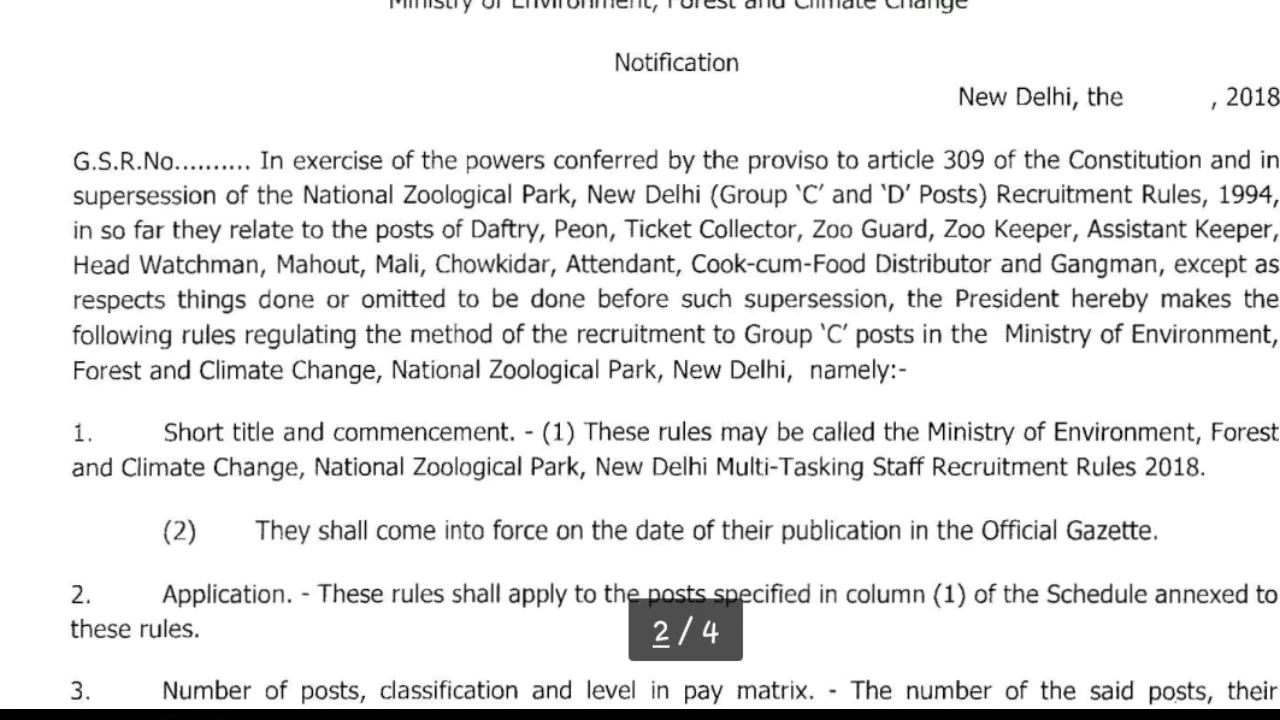 Ministry of Environment, Forest and Climate Change
Notification
New Delhi, the , 2018
G.S.R.No.......... In exercise of the powers conferred by the proviso to article 309 of the Constitution and in
supersession of the National Zoological Park, New Delhi (Group ‘C’ and ‘D’ Posts) Recruitment Rules, 1994,
in so far they relate to the posts of Daftry, Peon, Ticket Collector, Zoo Guard, Zoo Keeper, Assistant Keeper,
Head Watchman, Mahout, Mali, Chowkidar, Attendant, Cook-cum-Food Distributor and Gangman, except as
respects things done or omitted to be done before such supersession, the President hereby makes the
following rules regulating the method of the recruitment to Group ‘C’ posts in the Ministry of Environment,
Forest and Climate Change, National Zoological Park, New Delhi, namely:-
1. Short title and commencement. - (1) These rules may be called the Ministry of Environment, Forest
and Climate Change, National Zoological Park, New Delhi Multi-Tasking Staff Recruitment Rules 2018.
(2) They shall come into force on the date of their publication in the Official Gazette.
2. Application. - These rules shall apply to the posts specified in column (1) of the Schedule annexed to
these rules.
2 / 4
3. Number of posts, classification and level in pay matrix. - The number of the said posts, their